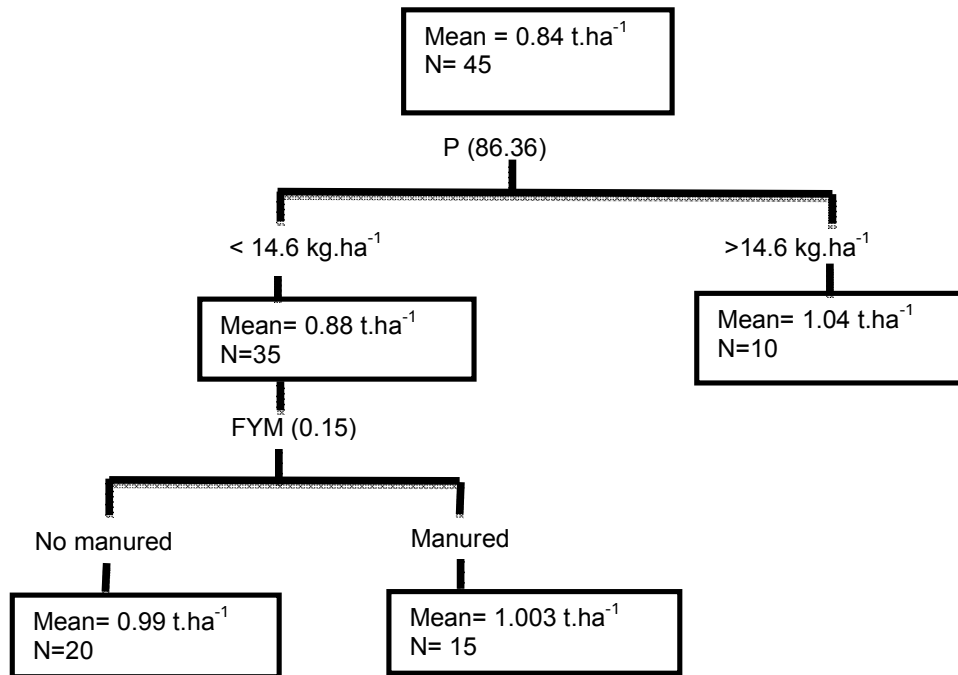 Mean = 0.84 t.ha⁻¹
N= 45
P (86.36)
< 14.6 kg.ha⁻¹
>14.6 kg.ha⁻¹
Mean= 0.88 t.ha⁻¹
N=35
Mean= 1.04 t.ha⁻¹
N=10
FYM (0.15)
No manured
Manured
Mean= 0.99 t.ha⁻¹
N=20
Mean= 1.003 t.ha⁻¹
N= 15